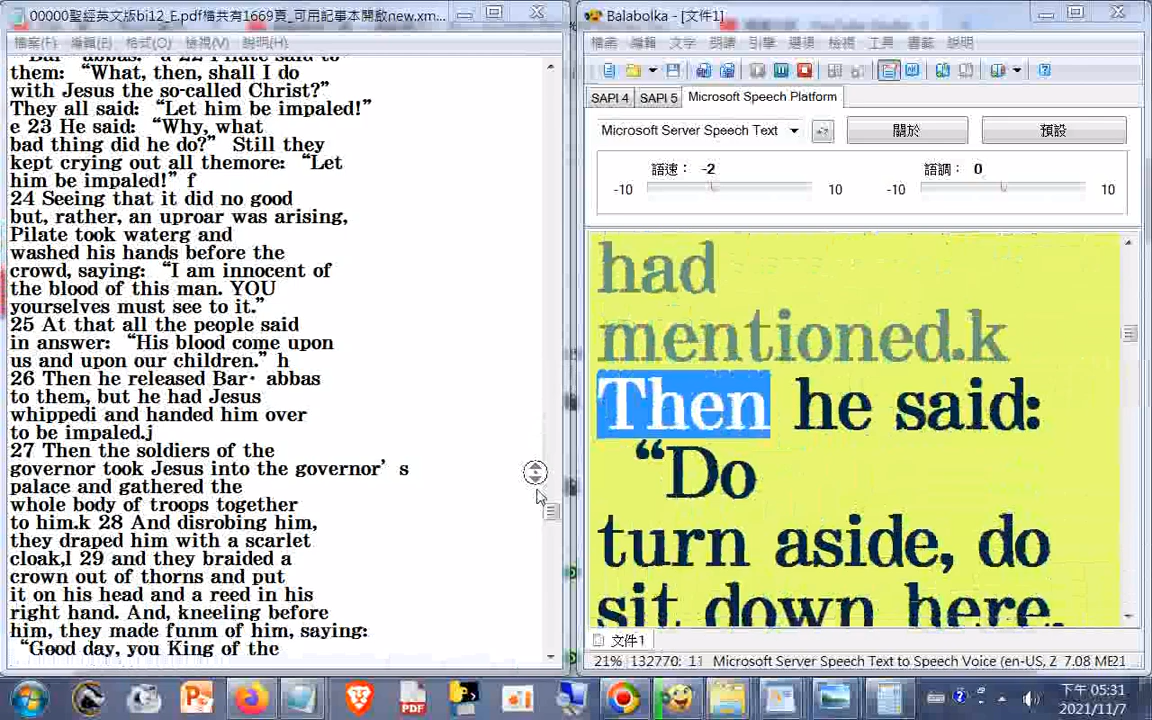 00000聖經英文版bi12_E.pdf檔共有1669頁_可用記事本開啟new.xm...
檔案(F) 編輯(E) 格式(O) 檢視(V) 說明(H)
them: “What, then, shall I do
with Jesus the so-called Christ?”
They all said: “Let him be impaled!”
e 23 He said: “Why, what
bad thing did he do?” Still they
kept crying out all themore: “Let
him be impaled!” f
24 Seeing that it did no good
but, rather, an uproar was arising,
Pilate took waterg and
washed his hands before the
crowd, saying: “I am innocent of
the blood of this man. YOU
yourselves must see to it.”
25 At that all the people said
in answer: “His blood come upon
us and upon our children.” h
26 Then he released Bar· abbas
to them, but he had Jesus
whippedi and handed him over
to be impaled.j
27 Then the soldiers of the
governor took Jesus into the governor’s
palace and gathered the
whole body of troops together
to him.k 28 And disrobing him,
they draped him with a scarlet
cloak,l 29 and they braided a
crown out of thorns and put
it on his head and a reed in his
right hand. And, kneeling before
him, they made funm of him, saying:
“Good day, you King of the
Balabolka - [文件1]
檔案 編輯 文字 朗讀 引擎 選項 檢視 工具 書籤 說明
SAPI 4 SAPI 5 Microsoft Speech Platform
Microsoft Server Speech Text 關於 預設
語速： -2 語調： 0
-10 10 -10 10
had
mentioned.k
Then he said:
“Do
turn aside, do
sit down here.
文件1
21% 132770: 11 Microsoft Server Speech Text to Speech Voice (en-US, Z 7.08 ME21
PDF
下午 05:31
2021/11/7